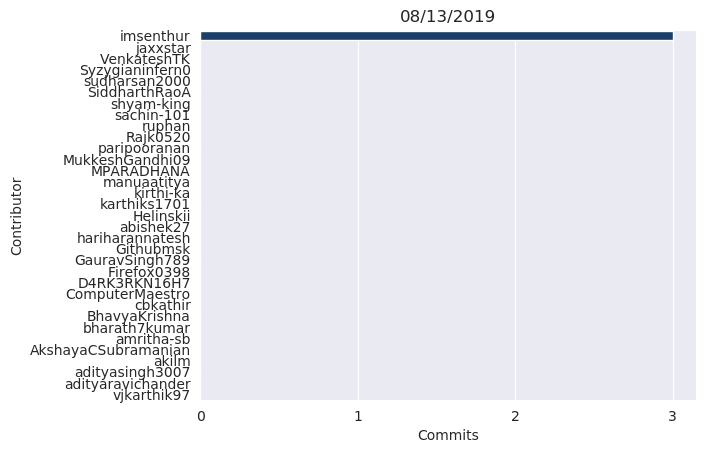 08/13/2019
imsenthur
jaxxstar
VenkateshTK
Syzygianinfern0
sudharsan2000
SiddharthRaoA
shyam-king
sachin-101
ruphan
Rajk0520
paripooranan
MukkeshGandhi09
MPARADHANA
manuaatitya
kirthi-ka
karthiks1701
Helinskii
abishek27
hariharannatesh
Githubmsk
GauravSingh789
Firefox0398
D4RK3RKN16H7
ComputerMaestro
cbkathir
BhavyaKrishna
bharath7kumar
amritha-sb
AkshayaCSubramanian
akilm
adityasingh3007
adityaravichander
vjkarthik97
Contributor
0 1 2 3
Commits